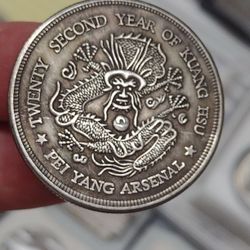 TWENTY SECOND YEAR OF KUANG HSU
★ PEI YANG ARSENAL ★